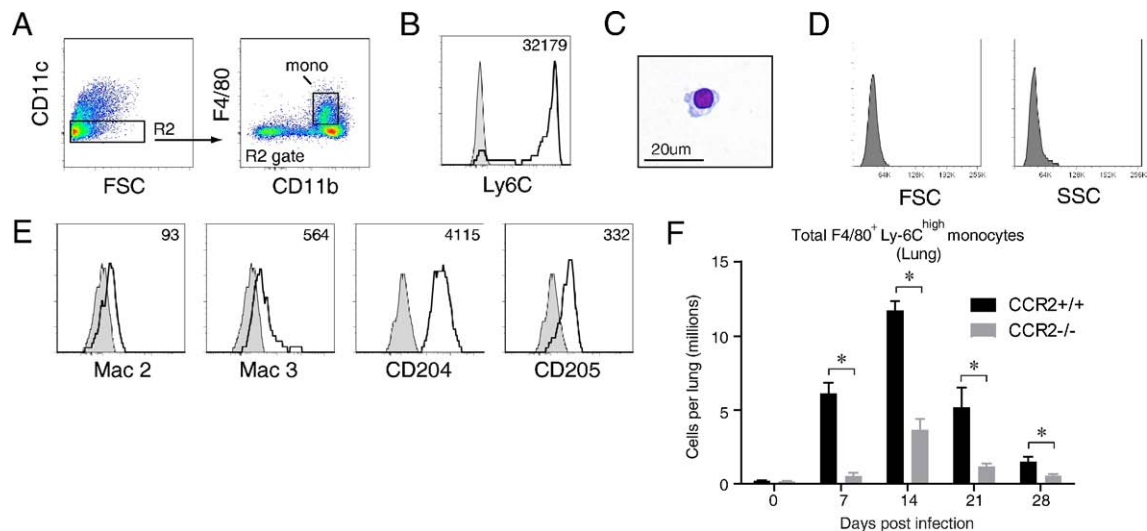 A
CD11c
FSC
R2
F4/80
mono
R2 gate
CD11b
B
32179
Ly6C
C
20um
D
64K 128K 192K 256K
FSC
64K 128K 192K 256K
SSC
E
93
Mac 2
564
Mac 3
4115
CD204
332
CD205
F
Total F4/80+ Ly-6Chigh monocytes
(Lung)
Cells per lung (millions)
15
10
5
0
* * * *
CCR2+/+
CCR2-/-
0 7 14 21 28
Days post infection